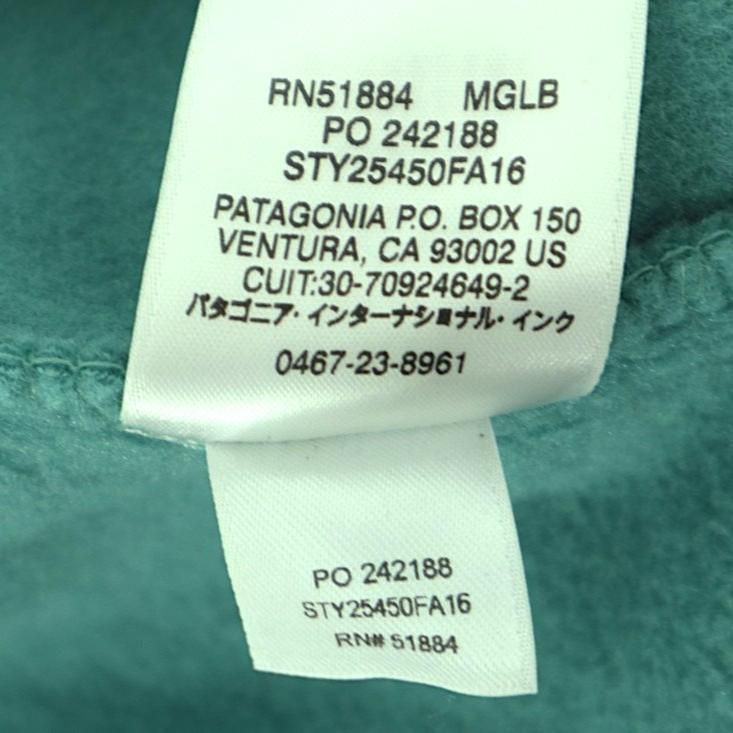 RN51884 MGLB
PO 242188
STY25450FA16
PATAGONIA P.O. BOX 150
VENTURA, CA 93002 US
CUIT:30-70924649-2
パタゴニア・インターナショナル・インク
0467-23-8961
PO 242188
STY25450FA16
RN# 51884